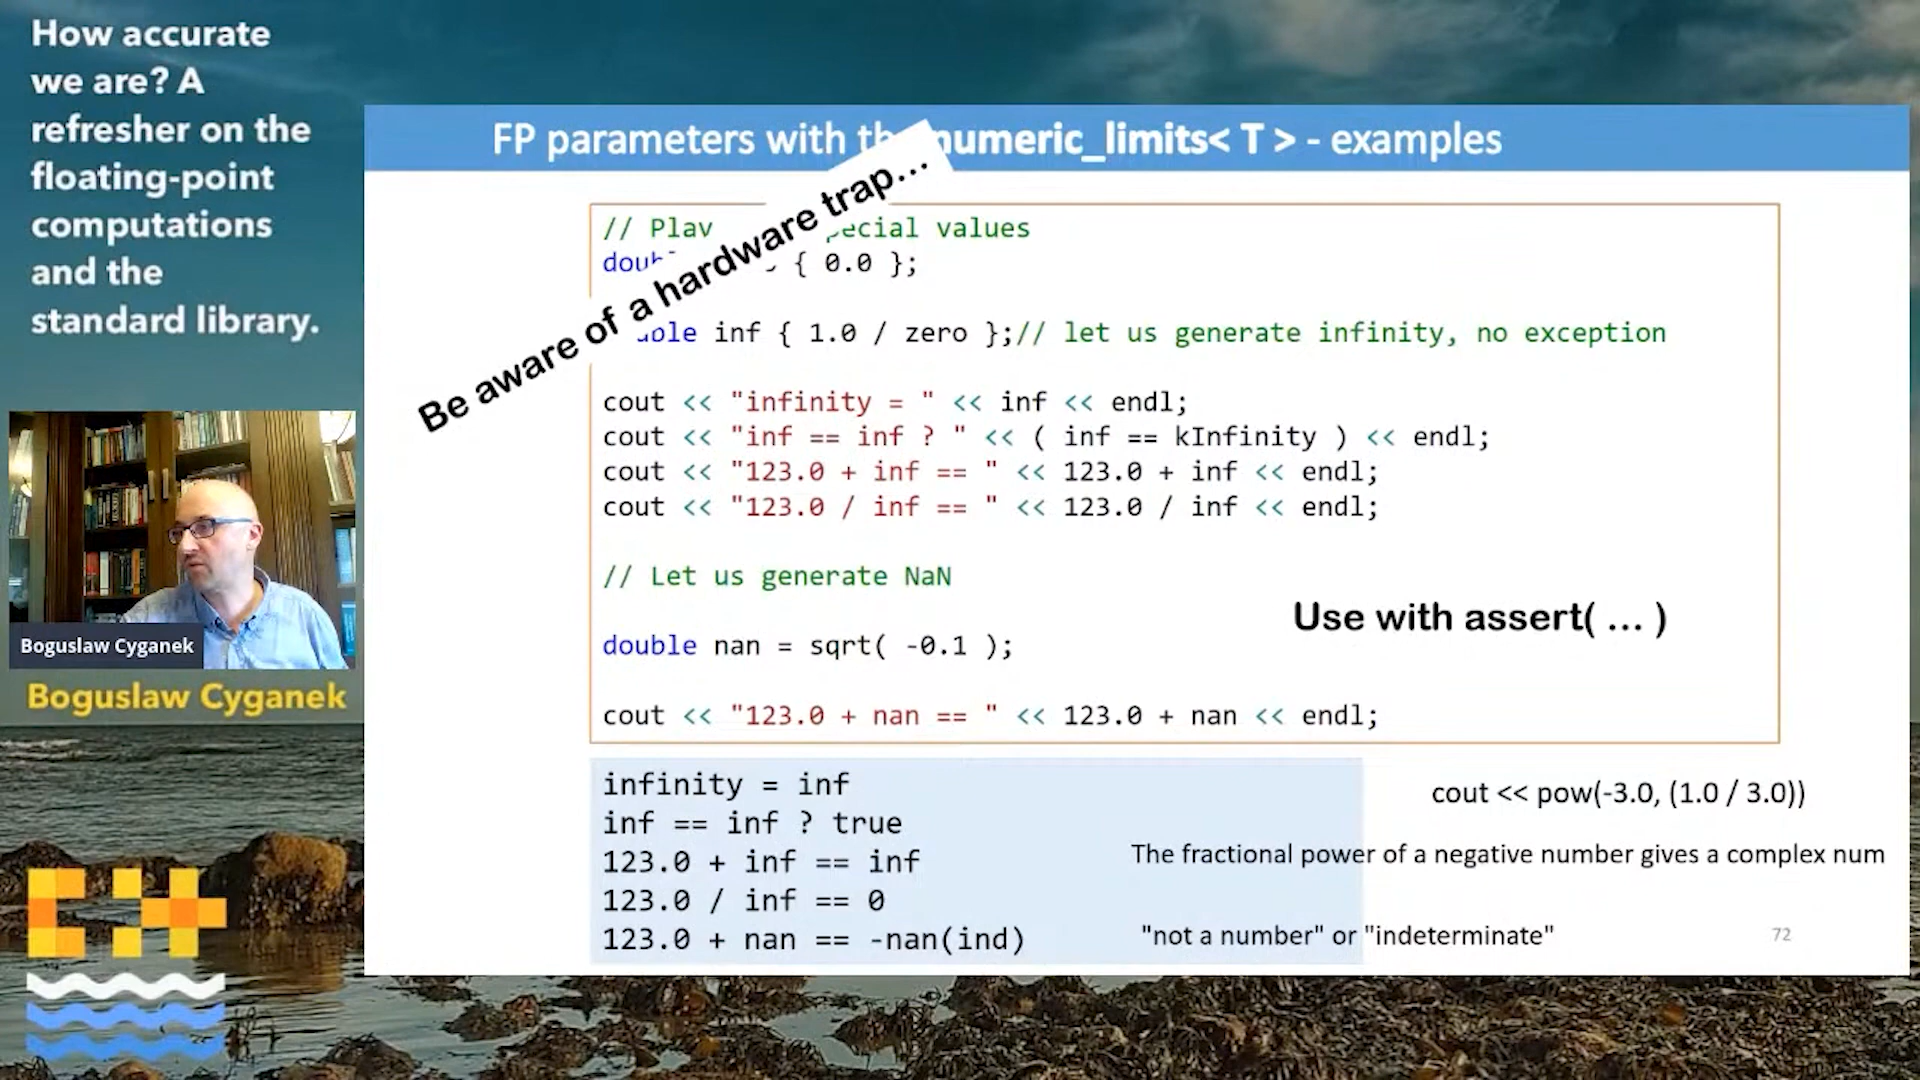 How accurate
we are? A
refresher on the
floating-point
computations
and the
standard library.
Boguslaw Cyganek
Boguslaw Cyganek
FP parameters with numeric_limits< T > - examples
Be aware of a hardware trap...
// special values
{ 0.0 };
inf { 1.0 / zero };// let us generate infinity, no exception
cout << "infinity = " << inf << endl;
cout << "inf == inf ? " << ( inf == kInfinity ) << endl;
cout << "123.0 + inf == " << 123.0 + inf << endl;
cout << "123.0 / inf == " << 123.0 / inf << endl;
// Let us generate NaN
Use with assert( ... )
double nan = sqrt( -0.1 );
cout << "123.0 + nan == " << 123.0 + nan << endl;
infinity = inf
inf == inf ? true
123.0 + inf == inf
123.0 / inf == 0
123.0 + nan == -nan(ind)
cout << pow(-3.0, (1.0 / 3.0))
The fractional power of a negative number gives a complex num
"not a number" or "indeterminate"
72